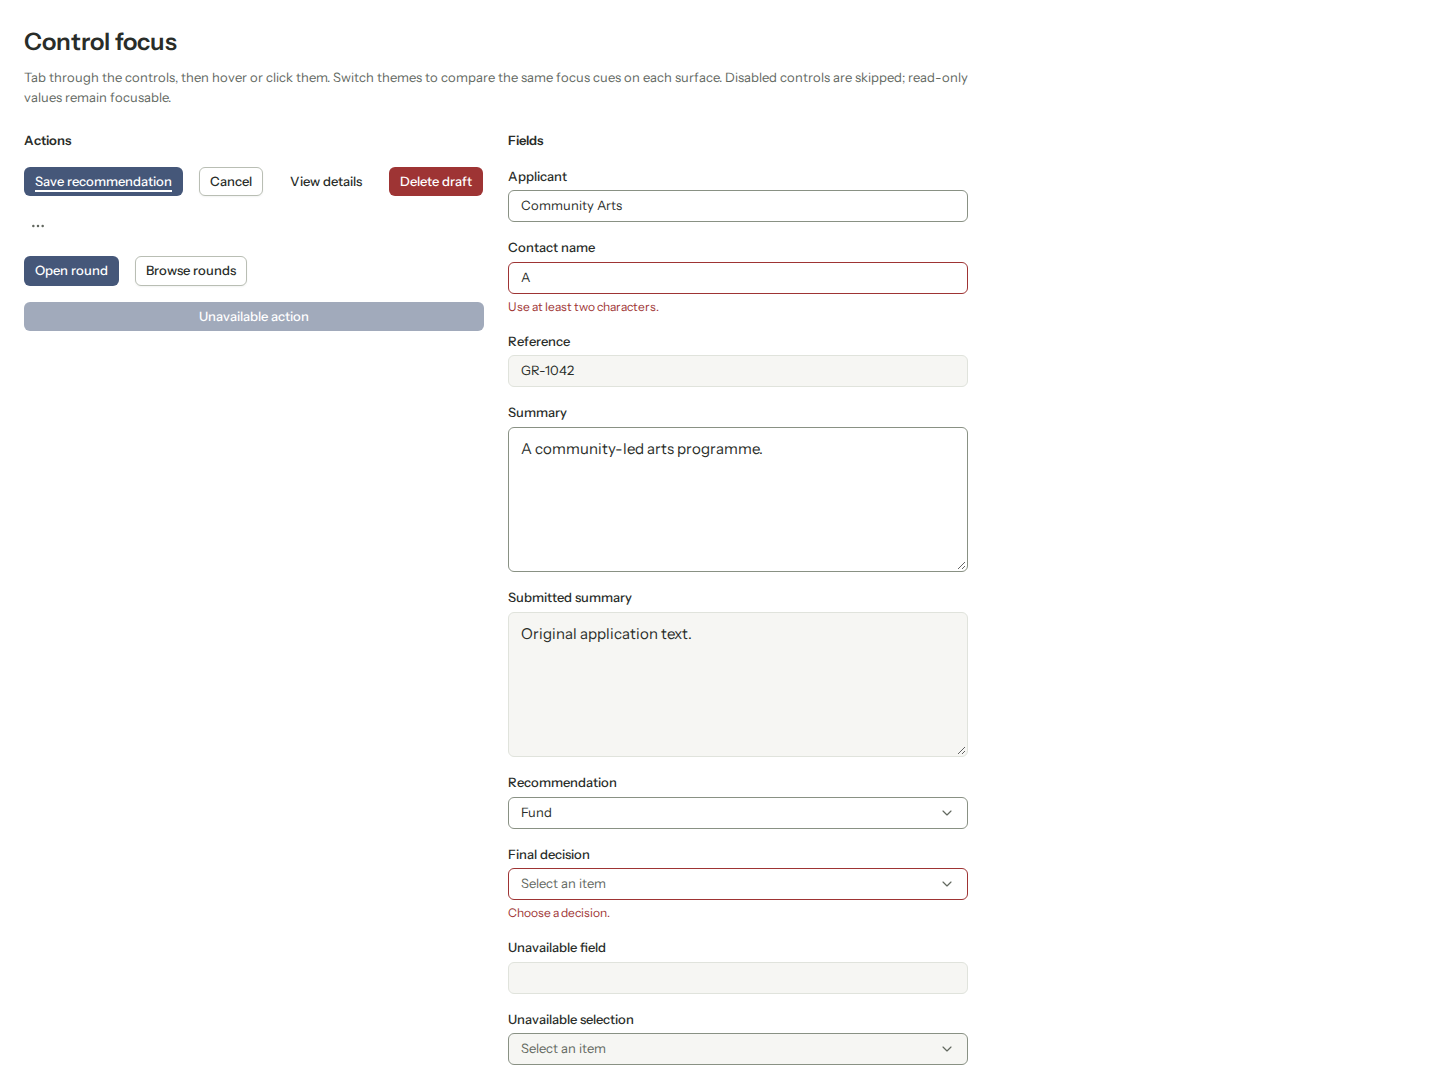 Control focus
Tab through the controls, then hover or click them. Switch themes to compare the same focus cues on each surface. Disabled controls are skipped; read-only
values remain focusable.
Actions
Save recommendation
Cancel
View details
Delete draft
...
Open round
Browse rounds
Unavailable action
Fields
Applicant
Community Arts
Contact name
A
Use at least two characters.
Reference
GR-1042
Summary
A community-led arts programme.
Submitted summary
Original application text.
Recommendation
Fund
Final decision
Select an item
Choose a decision.
Unavailable field
Unavailable selection
Select an item